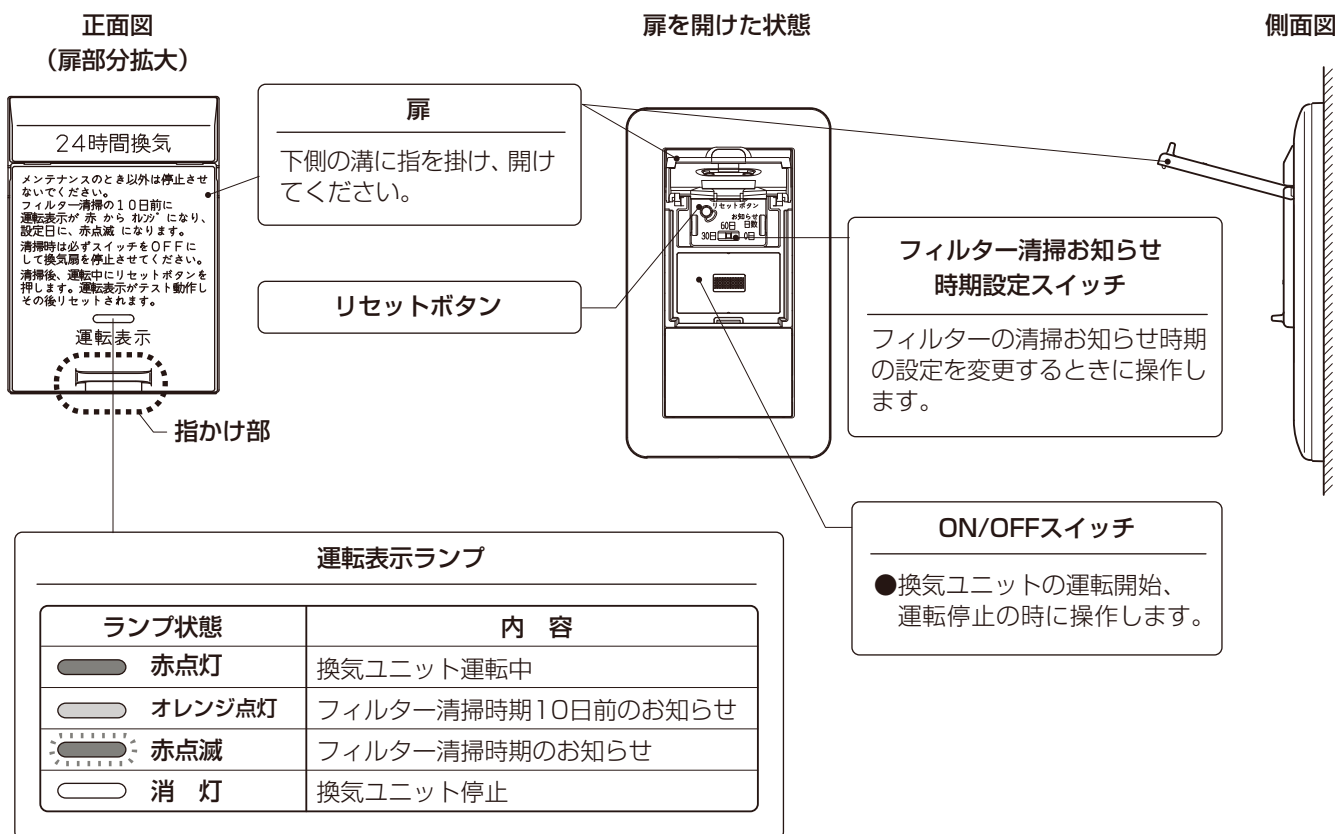 正面図
（扉部分拡大）
扉を開けた状態
側面図
24時間換気
メンテナンスのとき以外は停止させ
ないでください。
フィルター清掃の10日前に
運転表示が 赤 から ｵﾚﾝｼﾞ になり、
設定日に、赤点滅 になります。
清掃時は必ずスイッチをOFFに
して換気扇を停止させてください。
清掃後、運転中にリセットボタンを
押します。運転表示がテスト動作し
その後リセットされます。
運転表示
指かけ部
扉
下側の溝に指を掛け、開け
てください。
リセットボタン
リセットボタン
お知らせ
60日 日数
30日 0日
フィルター清掃お知らせ
時期設定スイッチ
フィルターの清掃お知らせ時期
の設定を変更するときに操作し
ます。
ON/OFFスイッチ
●換気ユニットの運転開始、
運転停止の時に操作します。
運転表示ランプ
ランプ状態 内 容
赤点灯 換気ユニット運転中
オレンジ点灯 フィルター清掃時期10日前のお知らせ
赤点滅 フィルター清掃時期のお知らせ
消 灯 換気ユニット停止